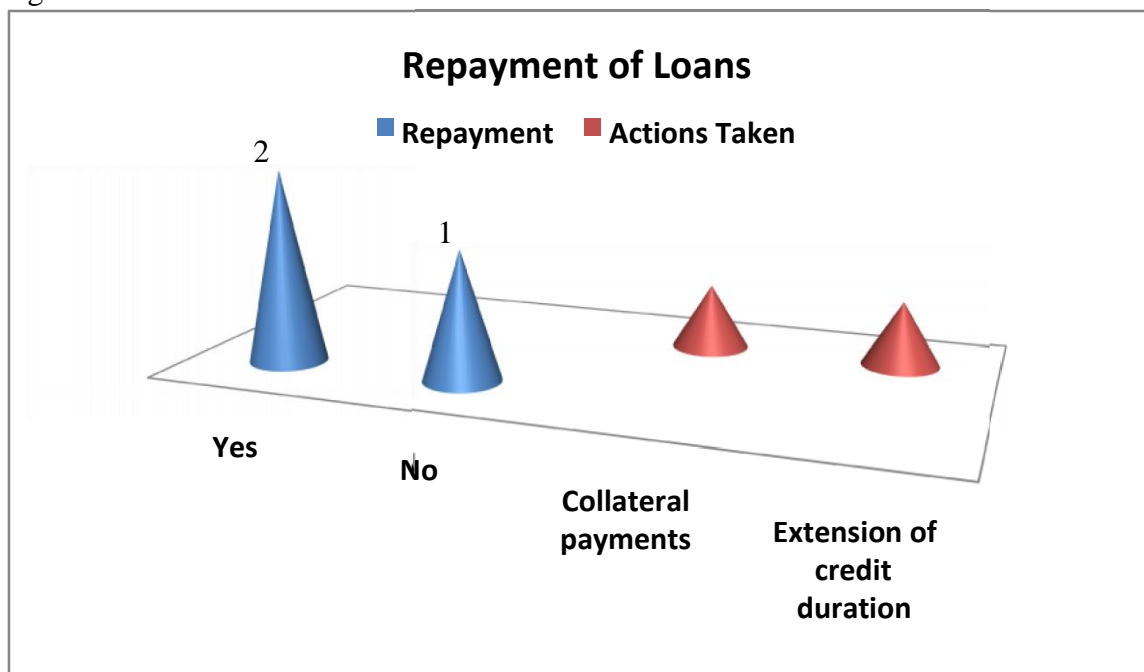 Repayment of Loans
Repayment Actions Taken
2
1
Yes
No
Collateral
payments
Extension of
credit
duration